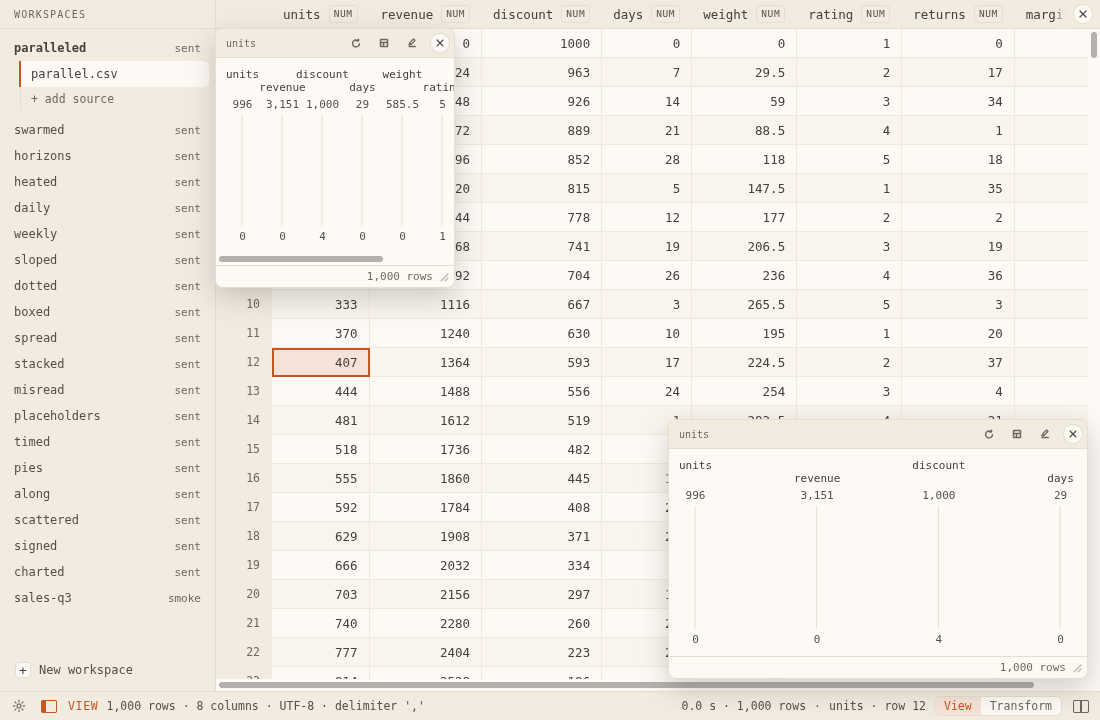 WORKSPACES
paralleled sent
parallel.csv
+ add source
swarmed sent
horizons sent
heated sent
daily sent
weekly sent
sloped sent
dotted sent
boxed sent
spread sent
stacked sent
misread sent
placeholders sent
timed sent
pies sent
along sent
scattered sent
signed sent
charted sent
sales-q3 smoke
+ New workspace
units NUM revenue NUM discount NUM days NUM weight NUM rating NUM returns NUM margi
0 1000 0 0 1 0
24 963 7 29.5 2 17
48 926 14 59 3 34
72 889 21 88.5 4 1
96 852 28 118 5 18
20 815 5 147.5 1 35
44 778 12 177 2 2
68 741 19 206.5 3 19
92 704 26 236 4 36
10 333 1116 667 3 265.5 5 3
11 370 1240 630 10 195 1 20
12 407 1364 593 17 224.5 2 37
13 444 1488 556 24 254 3 4
14 481 1612 519
15 518 1736 482
16 555 1860 445
17 592 1784 408
18 629 1908 371
19 666 2032 334
20 703 2156 297
21 740 2280 260
22 777 2404 223
units
units discount weight
revenue days ratin
996 3,151 1,000 29 585.5 5
0 0 4 0 0 1
1,000 rows
units
units discount
revenue days
996 3,151 1,000 29
0 0 4 0
1,000 rows
VIEW 1,000 rows · 8 columns · UTF-8 · delimiter ','
0.0 s · 1,000 rows · units · row 12 View Transform